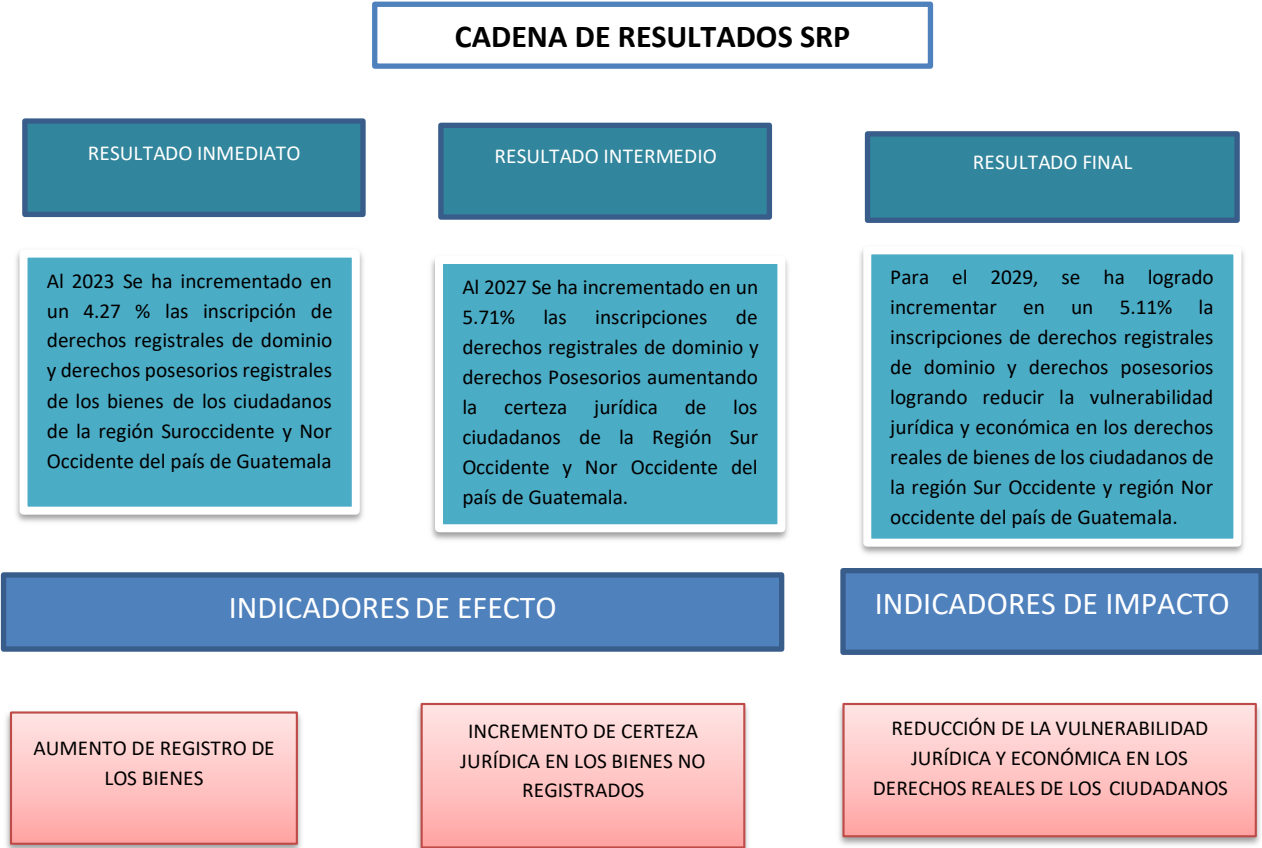 CADENA DE RESULTADOS SRP
RESULTADO INMEDIATO
RESULTADO INTERMEDIO
RESULTADO FINAL
Al 2023 Se ha incrementado en
un 4.27 % las inscripción de
derechos registrales de dominio
y derechos posesorios registrales
de los bienes de los ciudadanos
de la región Suroccidente y Nor
Occidente del país de Guatemala
Al 2027 Se ha incrementado en un
5.71% las inscripciones de
derechos registrales de dominio y
derechos Posesorios aumentando
la certeza jurídica de los
ciudadanos de la Región Sur
Occidente y Nor Occidente del
país de Guatemala.
Para el 2029, se ha logrado
incrementar en un 5.11% la
inscripciones de derechos registrales
de dominio y derechos posesorios
logrando reducir la vulnerabilidad
jurídica y económica en los derechos
reales de bienes de los ciudadanos de
la región Sur Occidente y región Nor
occidente del país de Guatemala.
INDICADORES DE EFECTO
INDICADORES DE IMPACTO
AUMENTO DE REGISTRO DE
LOS BIENES
INCREMENTO DE CERTEZA
JURÍDICA EN LOS BIENES NO
REGISTRADOS
REDUCCIÓN DE LA VULNERABILIDAD
JURÍDICA Y ECONÓMICA EN LOS
DERECHOS REALES DE LOS CIUDADANOS